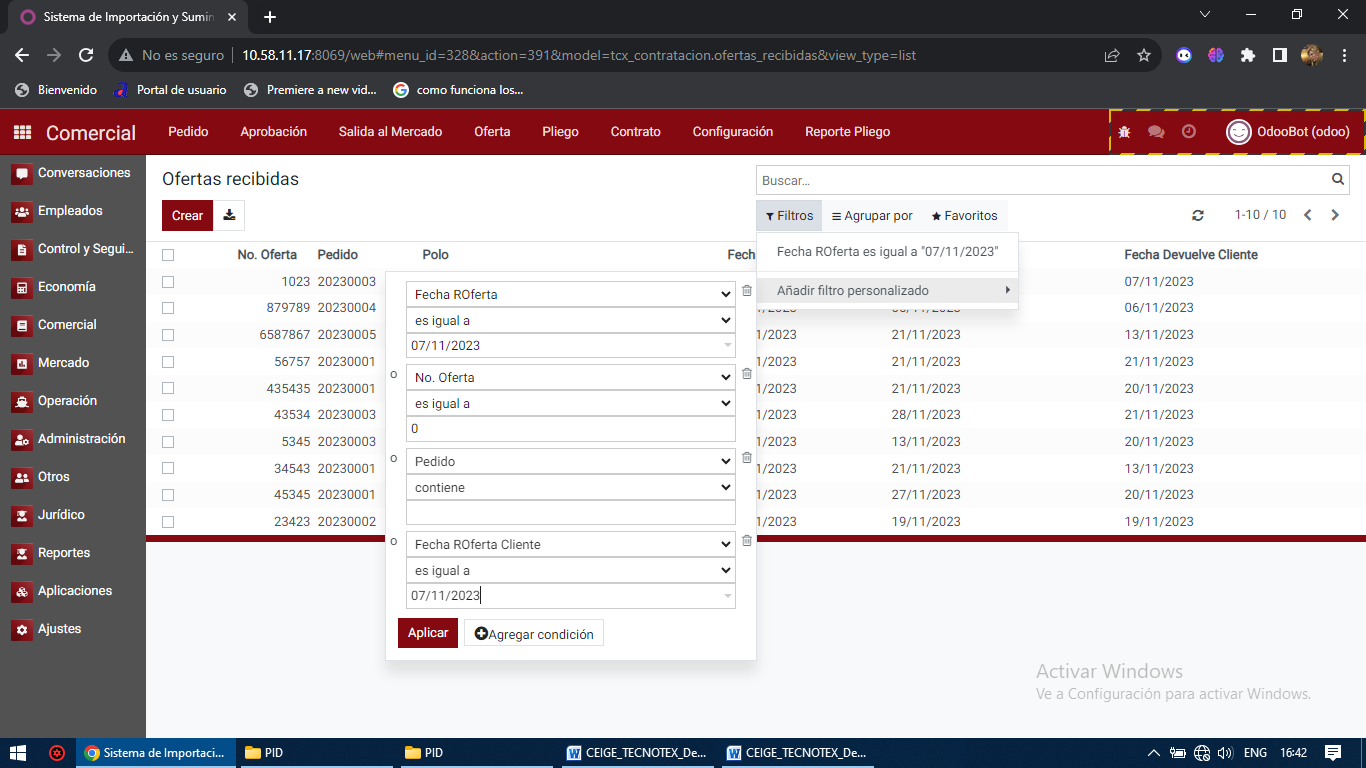 Sistema de Importación y Sumin
No es seguro 10.58.11.17:8069/web#menu_id=328&action=391&model=tcx_contratacion.ofertas_recibidas&view_type=list
Bienvenido Portal de usuario Premiere a new vid... como funciona los...
Comercial Pedido Aprobación Salida al Mercado Oferta Pliego Contrato Configuración Reporte Pliego OdooBot (odoo)
Conversaciones
Empleados
Control y Segui...
Economía
Comercial
Mercado
Operación
Administración
Otros
Jurídico
Reportes
Aplicaciones
Ajustes
Ofertas recibidas
Buscar...
Crear
Filtros Agrupar por Favoritos 1-10 / 10
Fecha ROferta es igual a "07/11/2023"
Añadir filtro personalizado
No. Oferta Pedido Polo Fech Fecha Devuelve Cliente
1023 20230003 07/11/2023
879789 20230004 06/11/2023
6587867 20230005 1/2023 21/11/2023 13/11/2023
56757 20230001 1/2023 21/11/2023 21/11/2023
435435 20230001 1/2023 21/11/2023 20/11/2023
43534 20230003 1/2023 28/11/2023 21/11/2023
5345 20230003 1/2023 13/11/2023 20/11/2023
34543 20230001 1/2023 21/11/2023 13/11/2023
45345 20230001 1/2023 27/11/2023 20/11/2023
23423 20230002 1/2023 19/11/2023 19/11/2023
Fecha ROferta
es igual a
07/11/2023
o No. Oferta
es igual a
0
o Pedido
contiene
o Fecha ROferta Cliente
es igual a
07/11/2023
Aplicar Agregar condición
Activar Windows
Ve a Configuración para activar Windows.
Sistema de Importaci... PID PID CEIGE_TECNOTEX_De... CEIGE_TECNOTEX_De... ENG 16:42